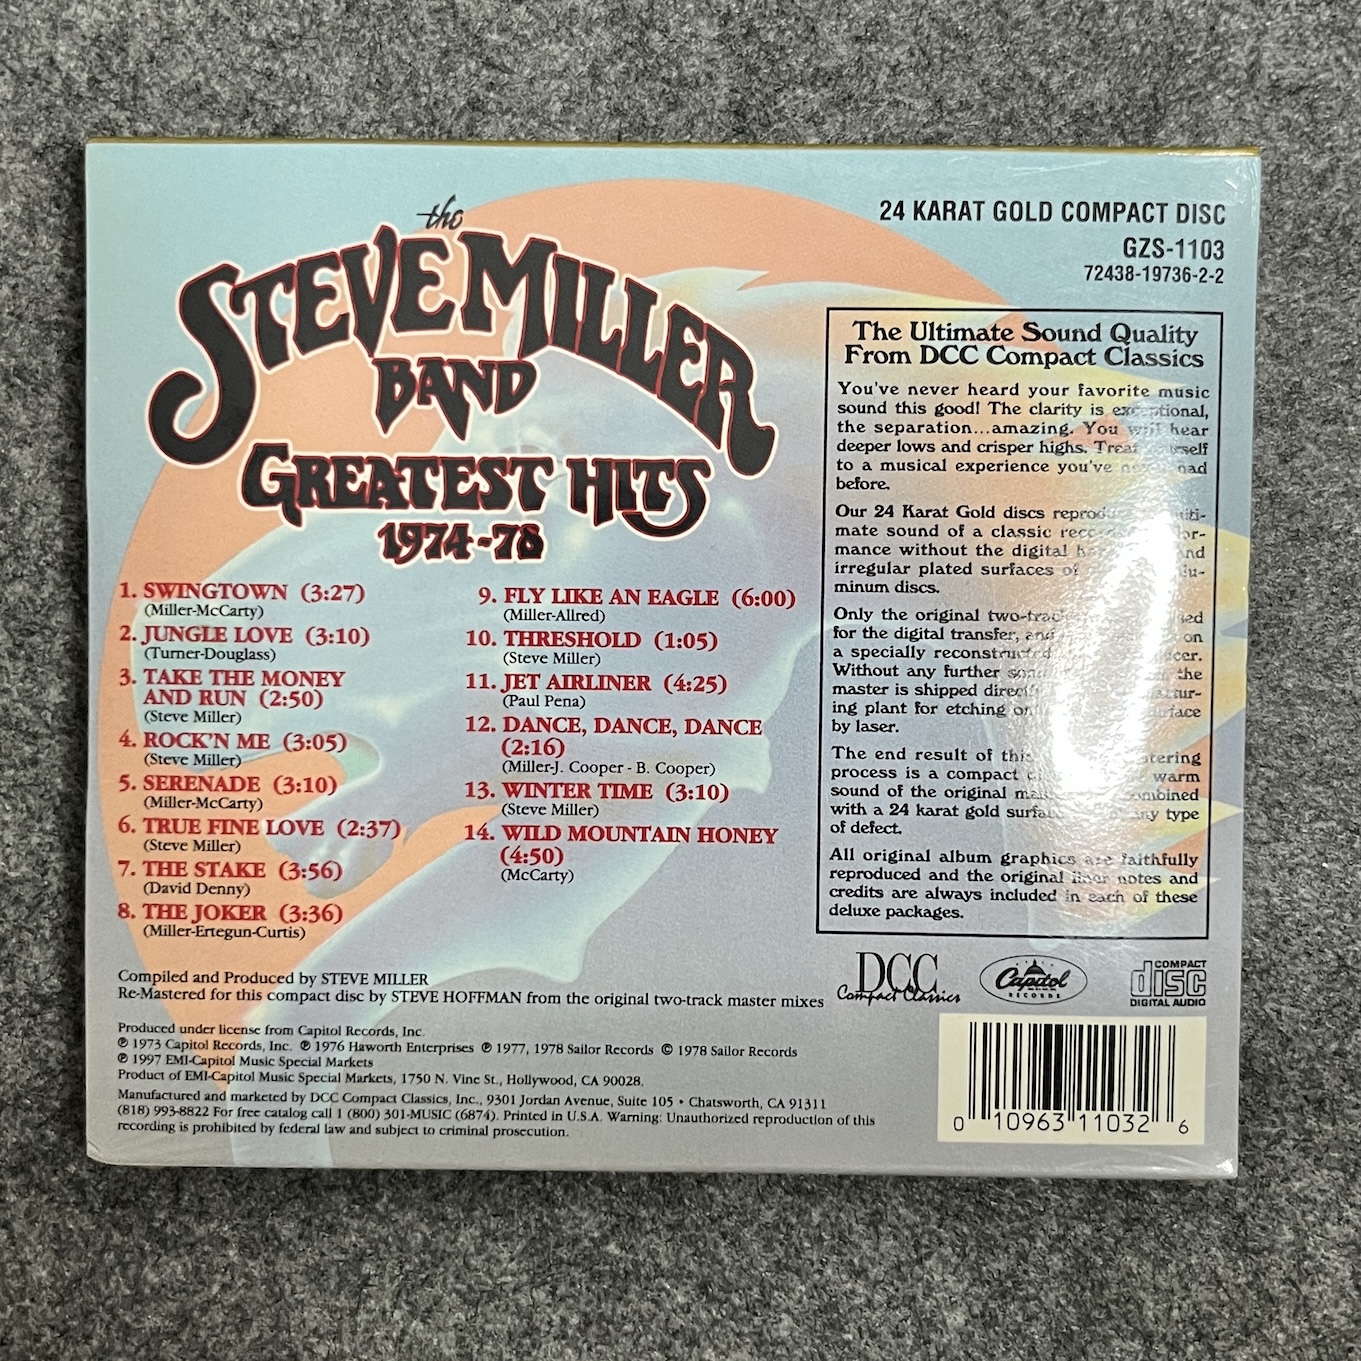 the
STEVE MILLER
BAND
GREATEST HITS
1974-78
24 KARAT GOLD COMPACT DISC
GZS-1103
72438-19736-2-2
1. SWINGTOWN (3:27)
(Miller-McCarty)
2. JUNGLE LOVE (3:10)
(Turner-Douglass)
3. TAKE THE MONEY
AND RUN (2:50)
(Steve Miller)
4. ROCK'N ME (3:05)
(Steve Miller)
5. SERENADE (3:10)
(Miller-McCarty)
6. TRUE FINE LOVE (2:37)
(Steve Miller)
7. THE STAKE (3:56)
(David Denny)
8. THE JOKER (3:36)
(Miller-Ertegun-Curtis)
9. FLY LIKE AN EAGLE (6:00)
(Miller-Allred)
10. THRESHOLD (1:05)
(Steve Miller)
11. JET AIRLINER (4:25)
(Paul Pena)
12. DANCE, DANCE, DANCE
(2:16)
(Miller-J. Cooper - B. Cooper)
13. WINTER TIME (3:10)
(Steve Miller)
14. WILD MOUNTAIN HONEY
(4:50)
(McCarty)
The Ultimate Sound Quality
From DCC Compact Classics
You've never heard your favorite music
sound this good! The clarity is exceptional,
the separation...amazing. You will hear
deeper lows and crisper highs. Treat yourself
to a musical experience you've never had
before.
Our 24 Karat Gold discs
mate sound of a classic
mance without the digital
irregular plated surfaces of
minum discs.
Only the original two-track
for the digital transfer, and on
a specially reconstructed
Without any further the
master is shipped
ing plant for etching
by laser.
The end result of this
process is a compact warm
sound of the original combined
with a 24 karat gold any type
of defect.
All original album graphics are faithfully
reproduced and the original liner notes and
credits are always included in each of these
deluxe packages.
Compiled and Produced by STEVE MILLER
Re-Mastered for this compact disc by STEVE HOFFMAN from the original two-track master mixes
DCC
Compact Classics
Capitol
RECORDS
COMPACT
disc
DIGITAL AUDIO
Produced under license from Capitol Records, Inc.
℗ 1973 Capitol Records, Inc. ℗ 1976 Haworth Enterprises ℗ 1977, 1978 Sailor Records © 1978 Sailor Records
℗ 1997 EMI-Capitol Music Special Markets
Product of EMI-Capitol Music Special Markets, 1750 N. Vine St., Hollywood, CA 90028.
Manufactured and marketed by DCC Compact Classics, Inc., 9301 Jordan Avenue, Suite 105 • Chatsworth, CA 91311
(818) 993-8822 For free catalog call 1 (800) 301-MUSIC (6874). Printed in U.S.A. Warning: Unauthorized reproduction of this
recording is prohibited by federal law and subject to criminal prosecution.
0 10963 11032 6